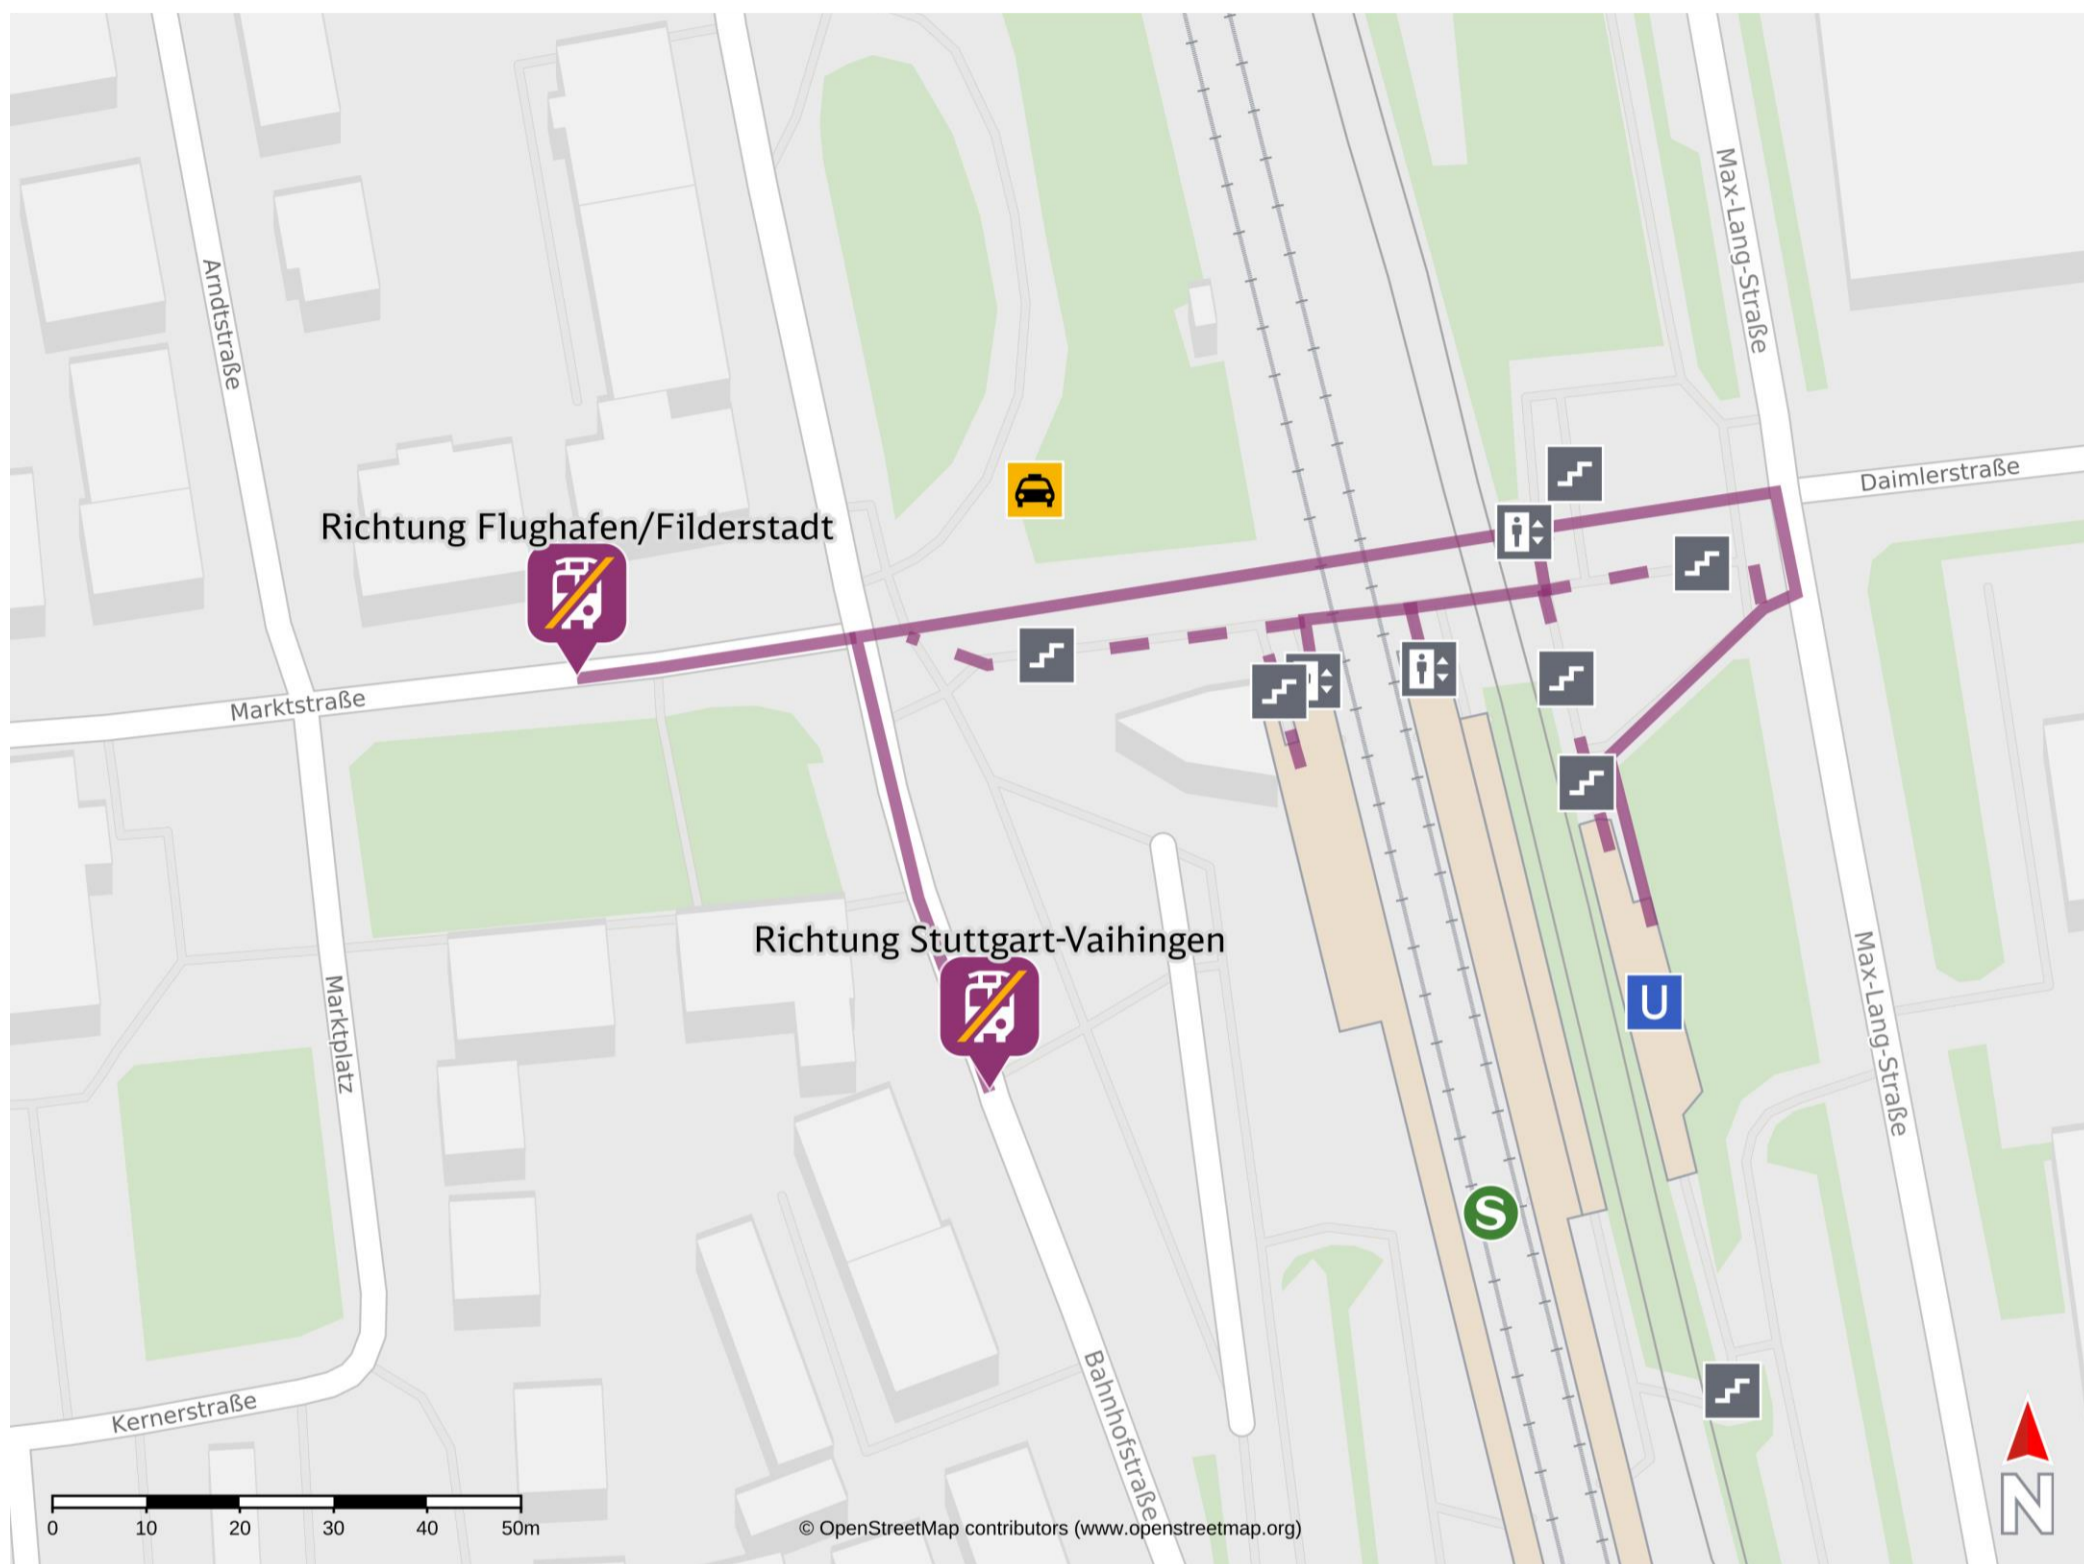 Max-Lang-Straße
Arndtstraße
Daimlerstraße
Richtung Flughafen/Filderstadt
Marktstraße
Richtung Stuttgart-Vaihingen
U
Marktplatz
Max-Lang-Straße
S
Bahnhofstraße
Kernerstraße
N
0 10 20 30 40 50m
© OpenStreetMap contributors (www.openstreetmap.org)